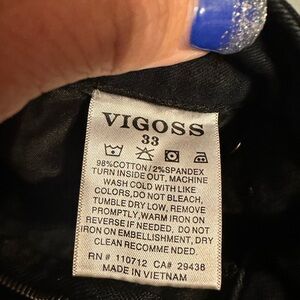 VIGOSS
33
98%COTTON/2%SPANDEX
TURN INSIDE OUT, MACHINE
WASH COLD WITH LIKE
COLORS,DO NOT BLEACH,
TUMBLE DRY LOW, REMOVE
PROMPTLY,WARM IRON ON
REVERSE IF NEEDED, DO NOT
IRON ON EMBELLISHMENT, DRY
CLEAN RECOMME NDED.
RN # 110712 CA# 29438
MADE IN VIETNAM